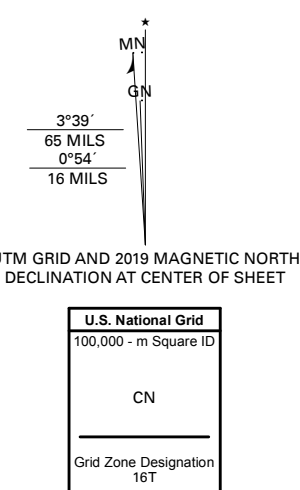 ★
MN
GN
3°39´
65 MILS
0°54´
16 MILS
UTM GRID AND 2019 MAGNETIC NORTH
DECLINATION AT CENTER OF SHEET
U.S. National Grid
100,000 - m Square ID
CN
Grid Zone Designation
16T